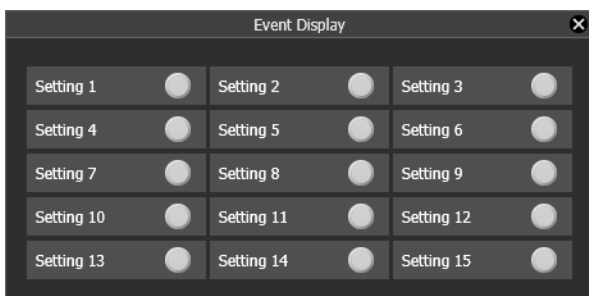 Event Display
Setting 1 Setting 2 Setting 3
Setting 4 Setting 5 Setting 6
Setting 7 Setting 8 Setting 9
Setting 10 Setting 11 Setting 12
Setting 13 Setting 14 Setting 15